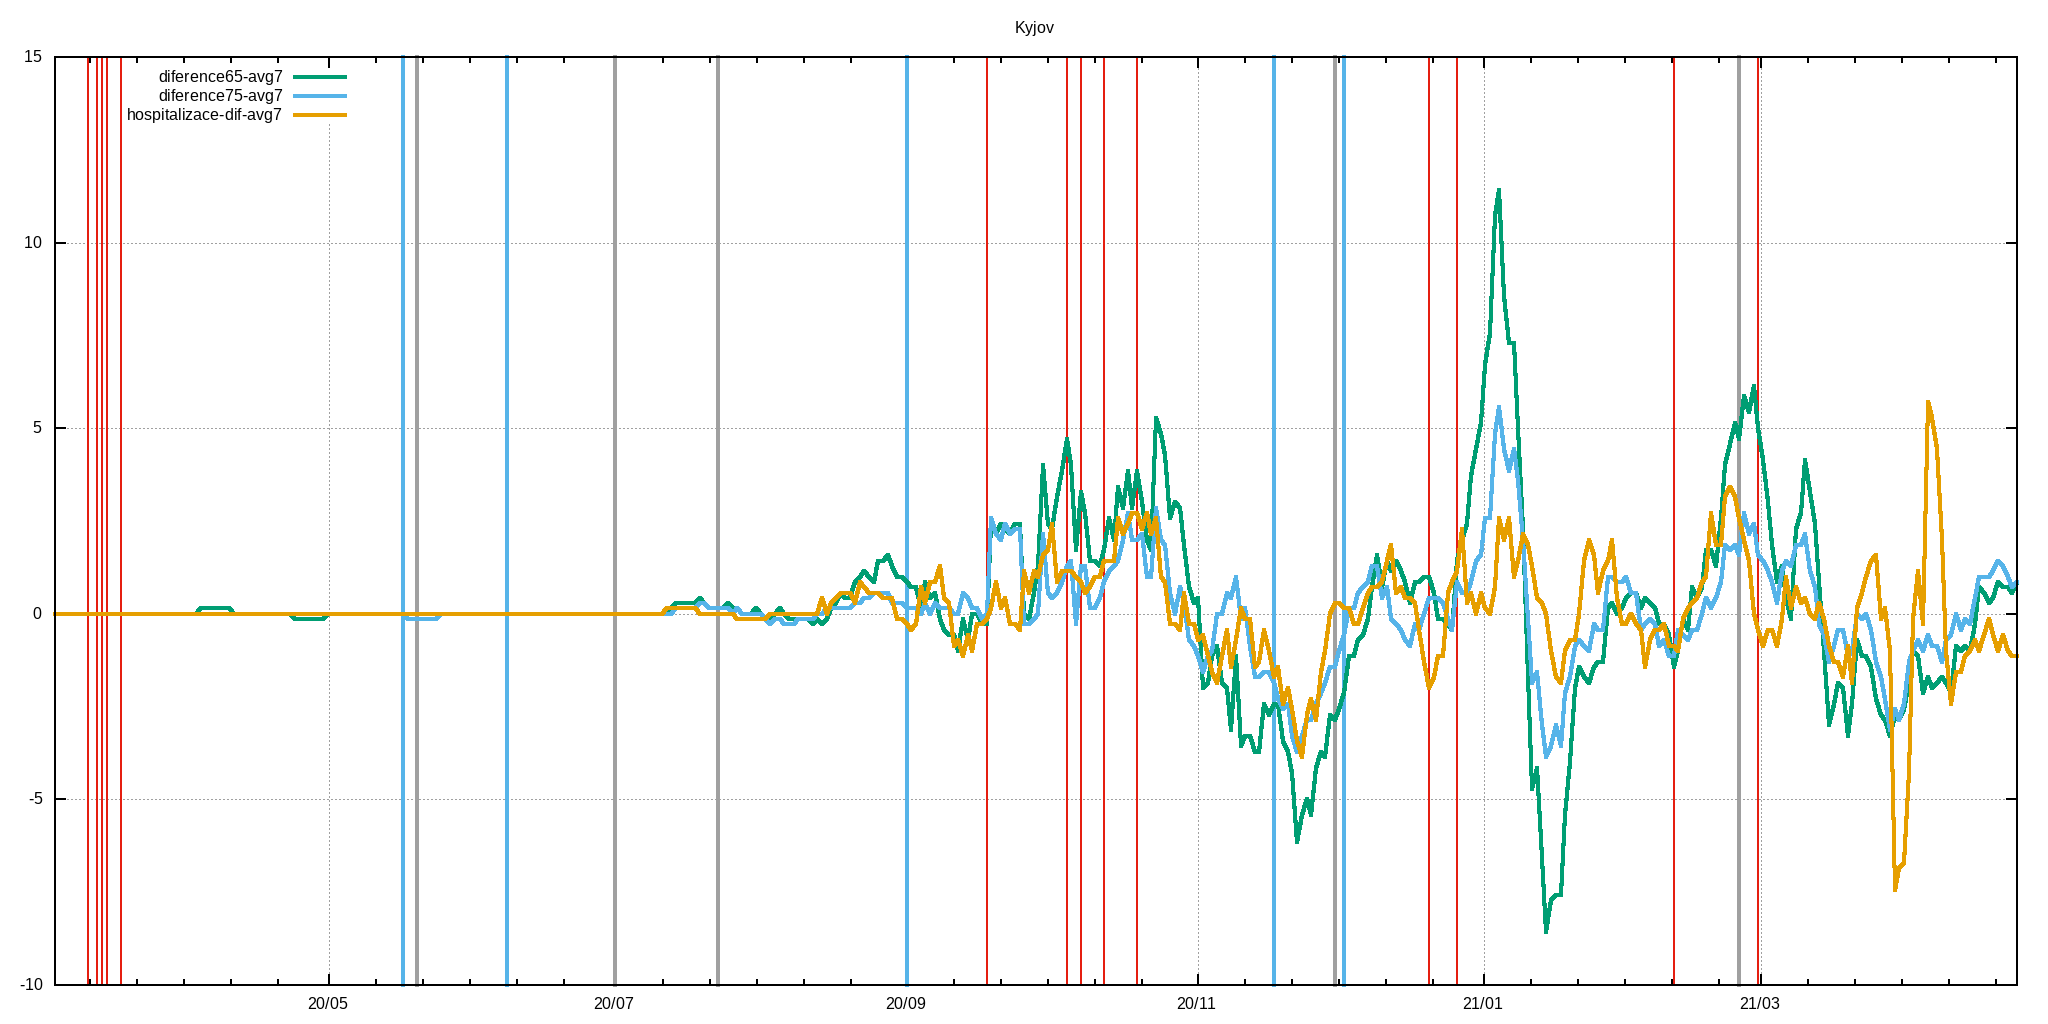 Kyjov
15
diference65-avg7
diference75-avg7
hospitalizace-dif-avg7
10
5
0
-5
-10
20/05 20/07 20/09 20/11 21/01 21/03